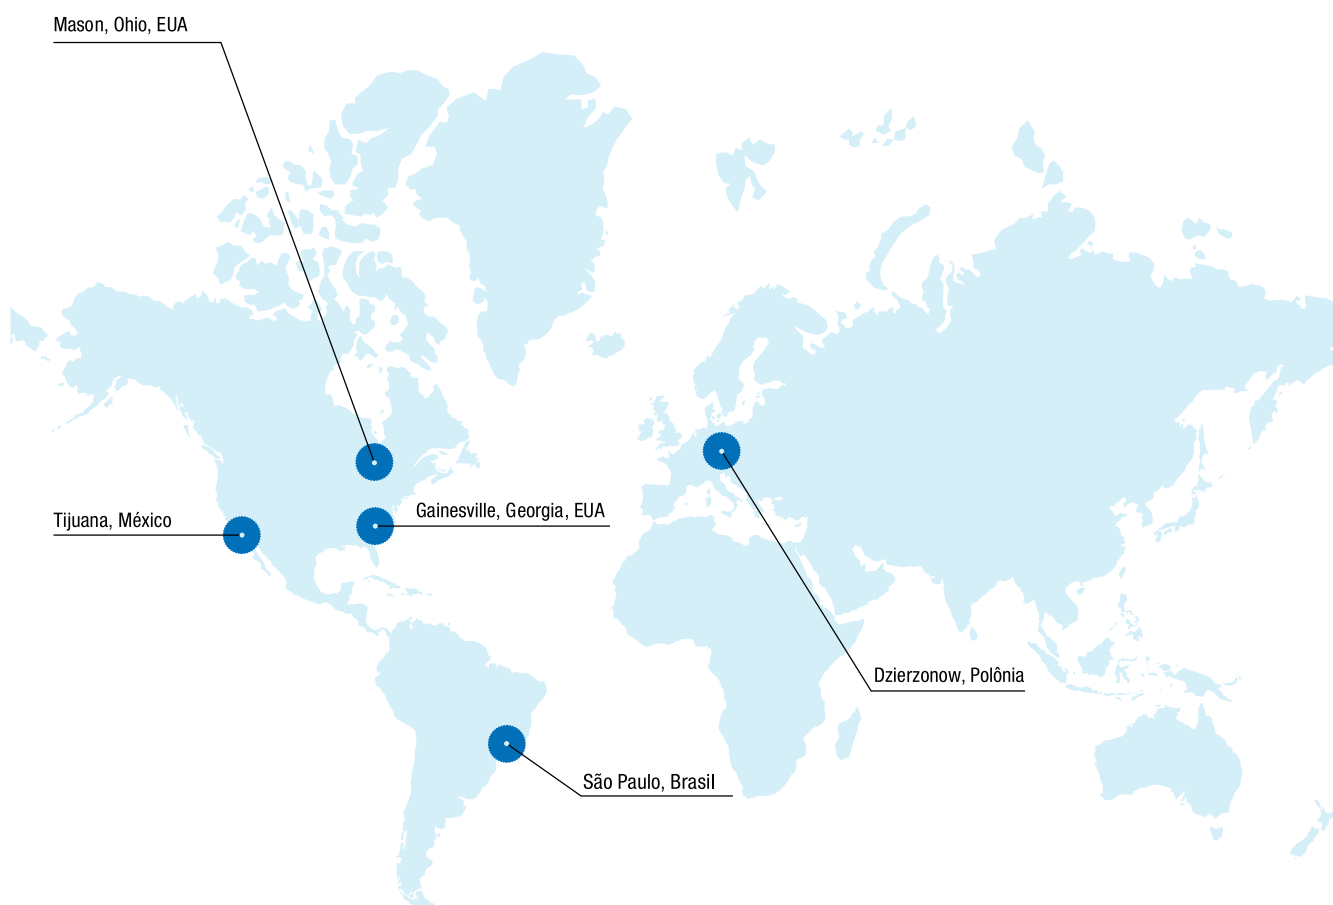 Mason, Ohio, EUA
Gainesville, Georgia, EUA
Tijuana, México
Dzierzonow, Polônia
São Paulo, Brasil